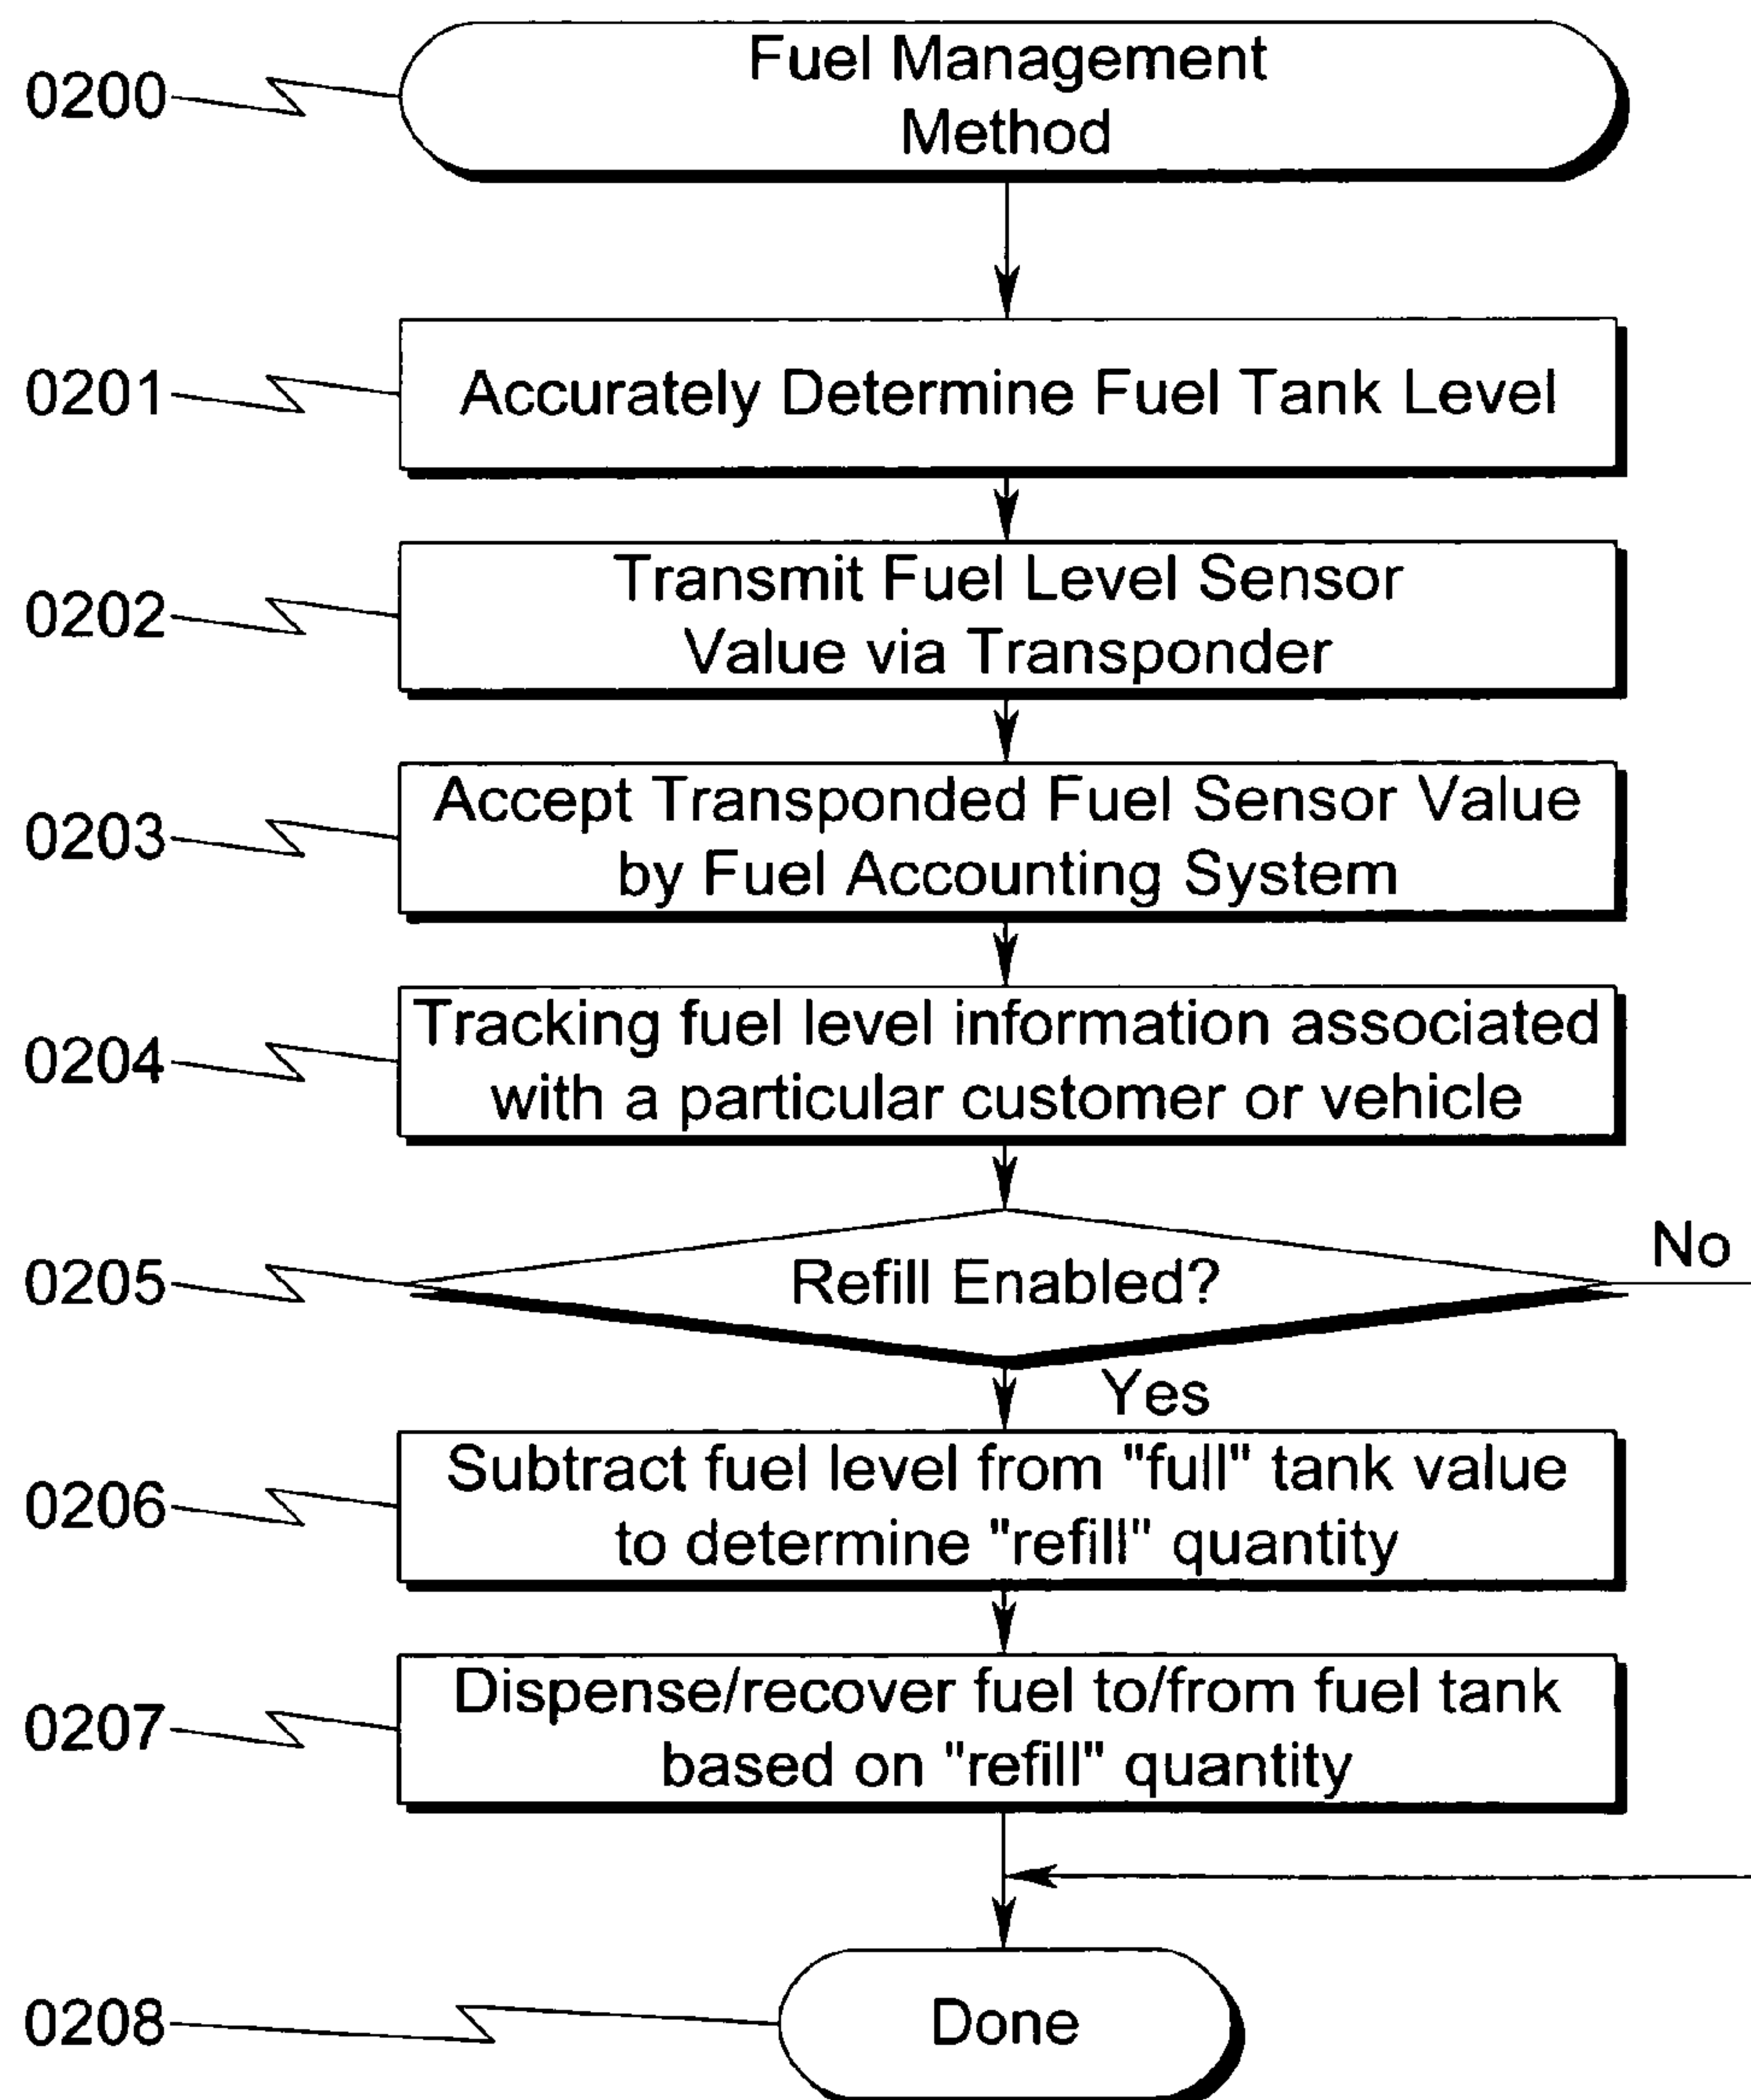 0200
Fuel Management
Method
0201
Accurately Determine Fuel Tank Level
0202
Transmit Fuel Level Sensor
Value via Transponder
0203
Accept Transponded Fuel Sensor Value
by Fuel Accounting System
0204
Tracking fuel level information associated
with a particular customer or vehicle
0205
Refill Enabled?
No
Yes
0206
Subtract fuel level from "full" tank value
to determine "refill" quantity
0207
Dispense/recover fuel to/from fuel tank
based on "refill" quantity
0208
Done